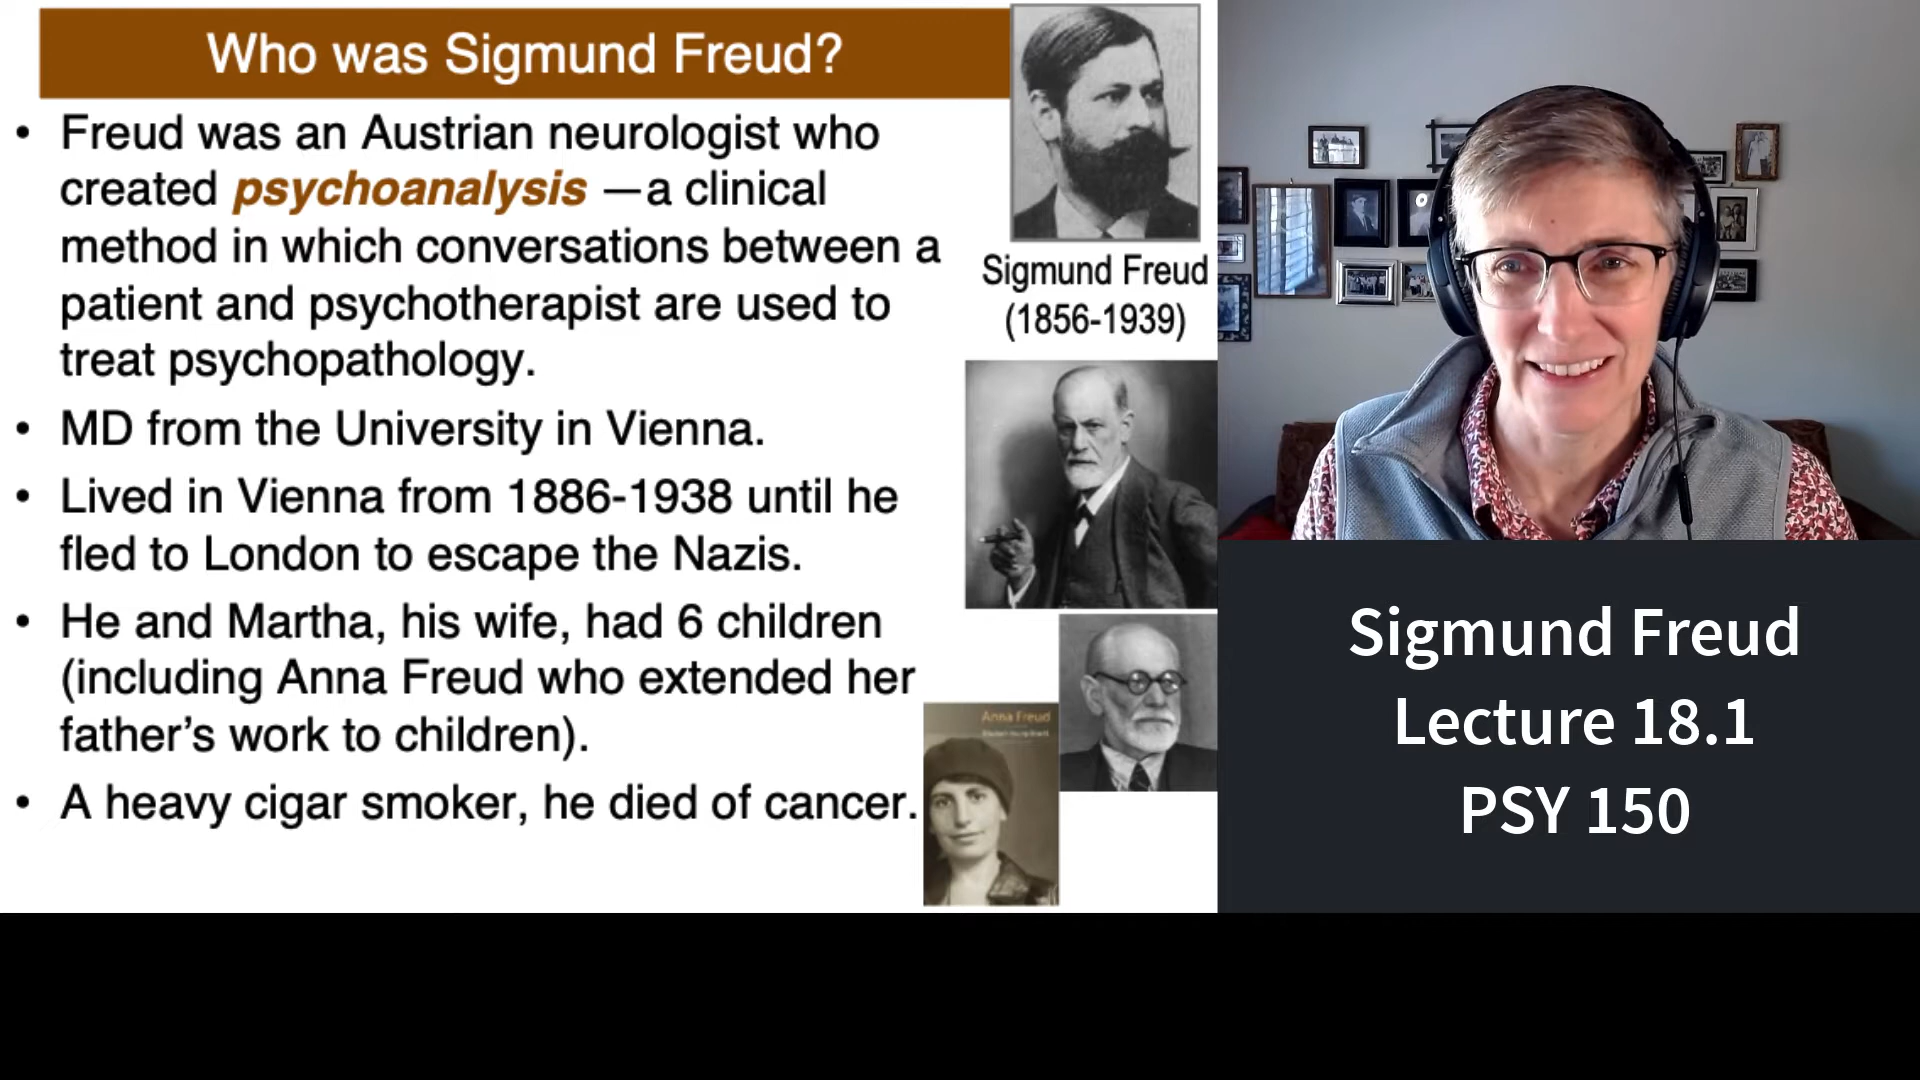 Who was Sigmund Freud?
• Freud was an Austrian neurologist who
created psychoanalysis —a clinical
method in which conversations between a
patient and psychotherapist are used to
treat psychopathology.
• MD from the University in Vienna.
• Lived in Vienna from 1886-1938 until he
fled to London to escape the Nazis.
• He and Martha, his wife, had 6 children
(including Anna Freud who extended her
father’s work to children).
• A heavy cigar smoker, he died of cancer.
Sigmund Freud
(1856-1939)
Anna Freud
Sigmund Freud
Lecture 18.1
PSY 150